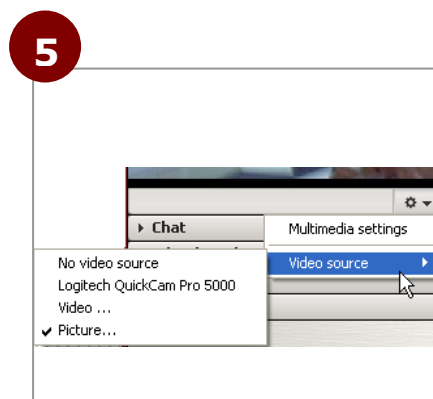 5
Chat
Multimedia settings
Video source
No video source
Logitech QuickCam Pro 5000
Video ...
Picture...